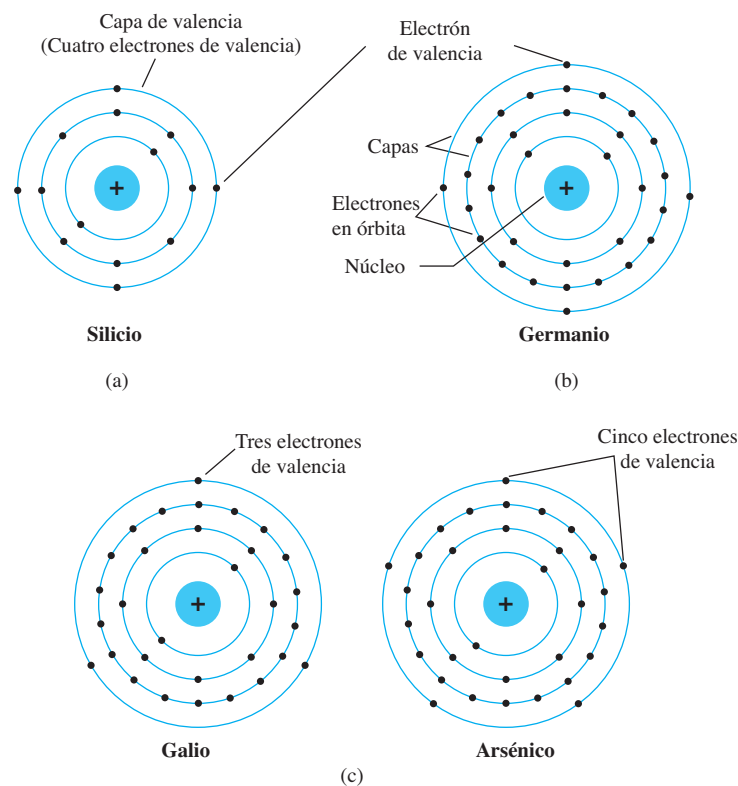 Capa de valencia
(Cuatro electrones de valencia)
Electrón
de valencia
Capas
Electrones
en órbita
Núcleo
+
+
Silicio
Germanio
(a)
(b)
Tres electrones
de valencia
Cinco electrones
de valencia
+
+
Galio
Arsénico
(c)